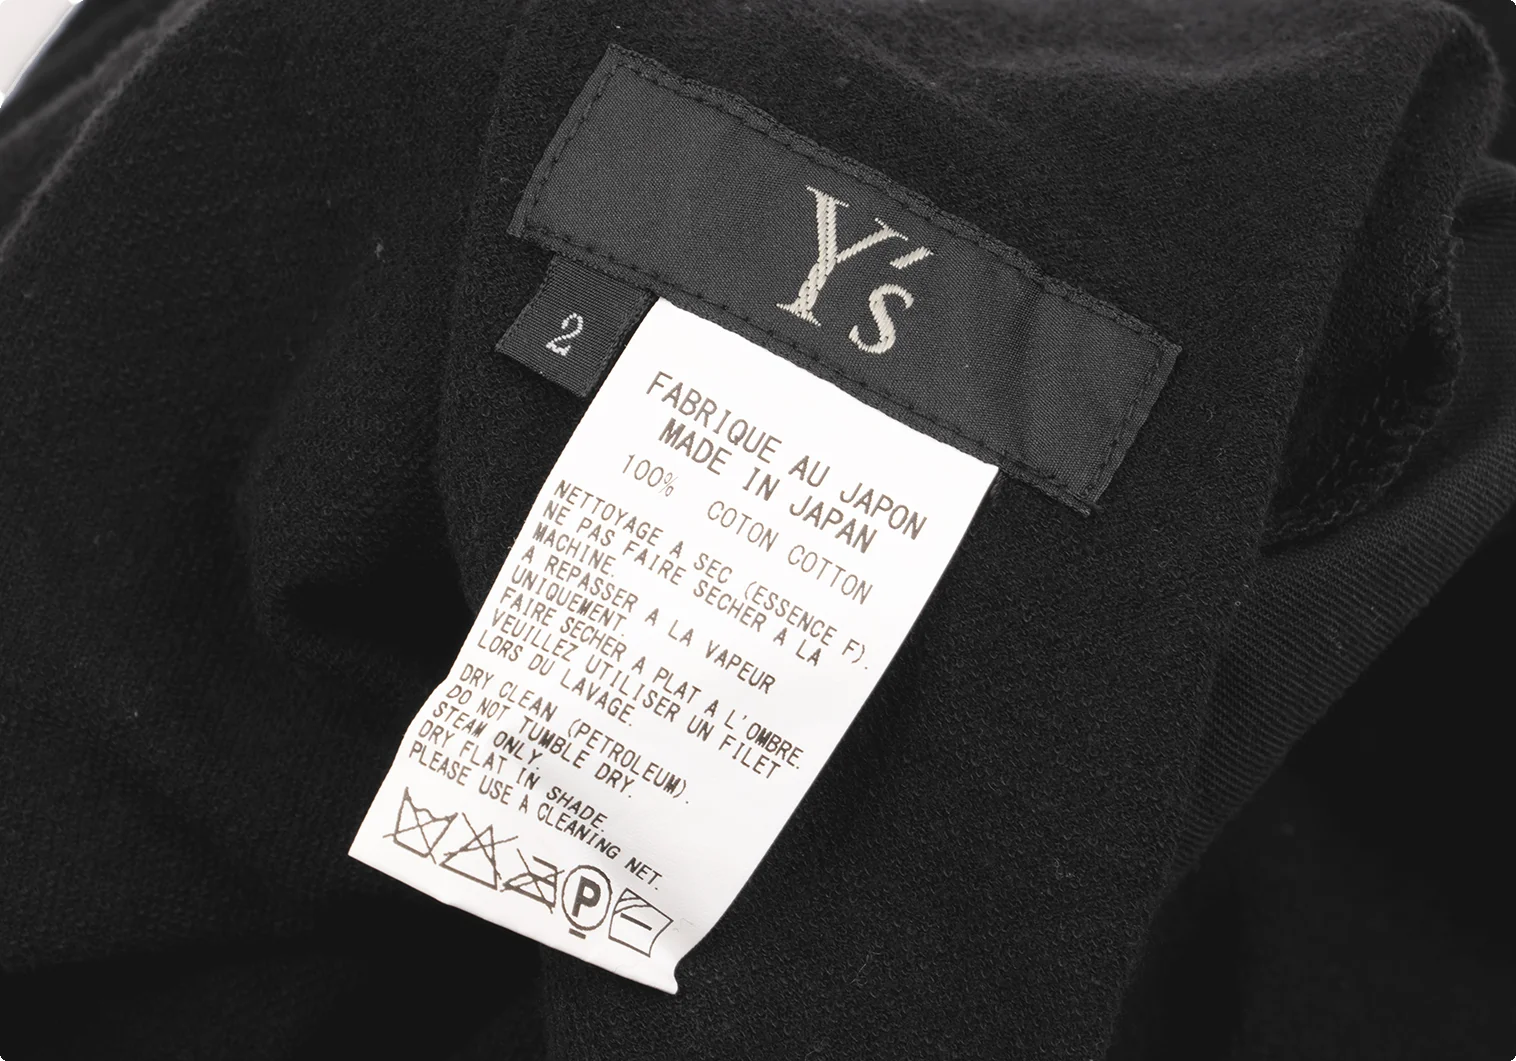 Y's
2
FABRIQUE AU JAPON
MADE IN JAPAN
100% COTON COTTON
NETTOYAGE A SEC (ESSENCE F).
NE PAS FAIRE SECHER A LA
MACHINE.
A REPASSER A LA VAPEUR
UNIQUEMENT.
FAIRE SECHER A PLAT A L'OMBRE.
VEUILLEZ UTILISER UN FILET
LORS DU LAVAGE.
DRY CLEAN (PETROLEUM).
DO NOT TUMBLE DRY.
STEAM ONLY.
DRY FLAT IN SHADE.
PLEASE USE A CLEANING NET.
P